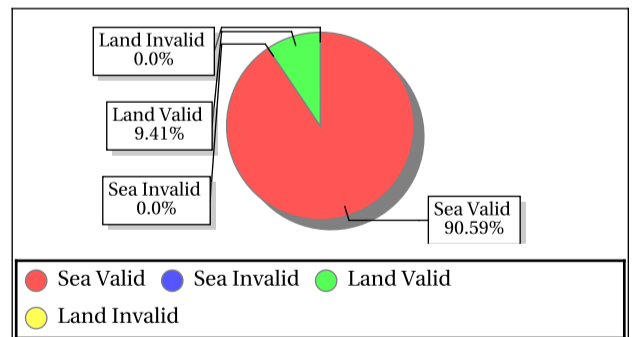 Land Invalid
0.0%
Land Valid
9.41%
Sea Invalid
0.0%
Sea Valid
90.59%
Sea Valid
Sea Invalid
Land Valid
Land Invalid